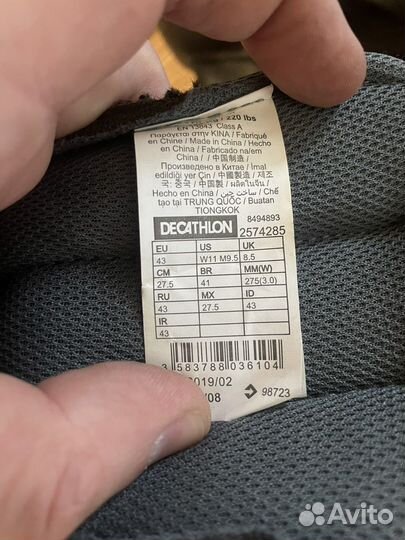 / 220 lbs
EN 13843 Class A
Παράγεται στην ΚΙΝΑ / Fabriqué
en Chine / Made in China / Hecho
en China / Fabricado na/em
China / 中国制造 /
Произведено в Китае / İmal
edildiği yer Çin / 中國製造 / 제조
국: 중국 / 中国製 / ผลิตในจีน /
Hecho en China / ساخت چین / Chế
tạo tại TRUNG QUỐC / Buatan
TIONGKOK
8494893
DECATHLON 2574285
EU US UK
43 W11 M9.5 8.5
CM BR MM(W)
27.5 41 275(3.0)
RU MX ID
43 27.5 43
IR
43
3 583788 036104
2019/02
/08 98723
Avito